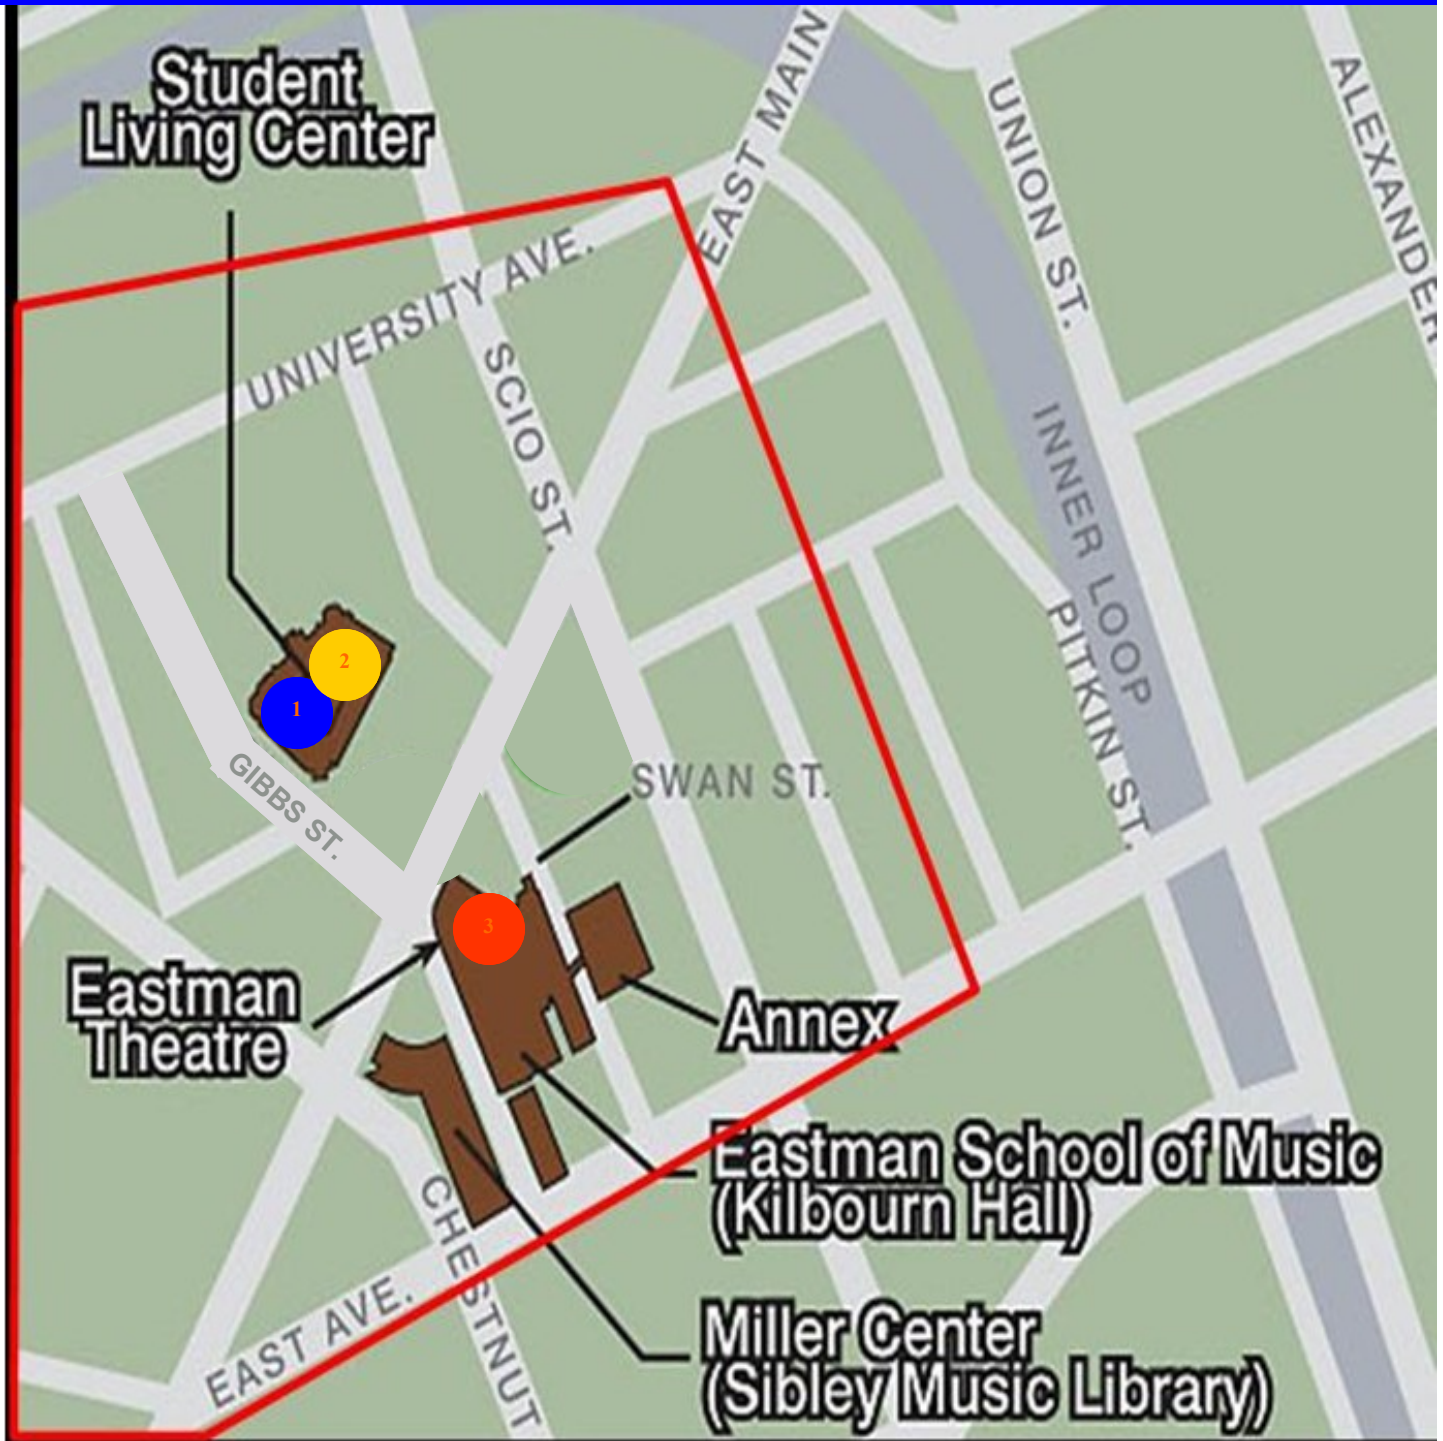 Student
Living Center
EAST MAIN
UNION ST.
ALEXANDER
UNIVERSITY AVE.
SCIO ST.
INNER LOOP
PITKIN ST.
2
1
GIBBS ST.
SWAN ST.
3
Eastman
Theatre
Annex
Eastman School of Music
(Kilbourn Hall)
CHESTNUT
EAST AVE.
Miller Center
(Sibley Music Library)